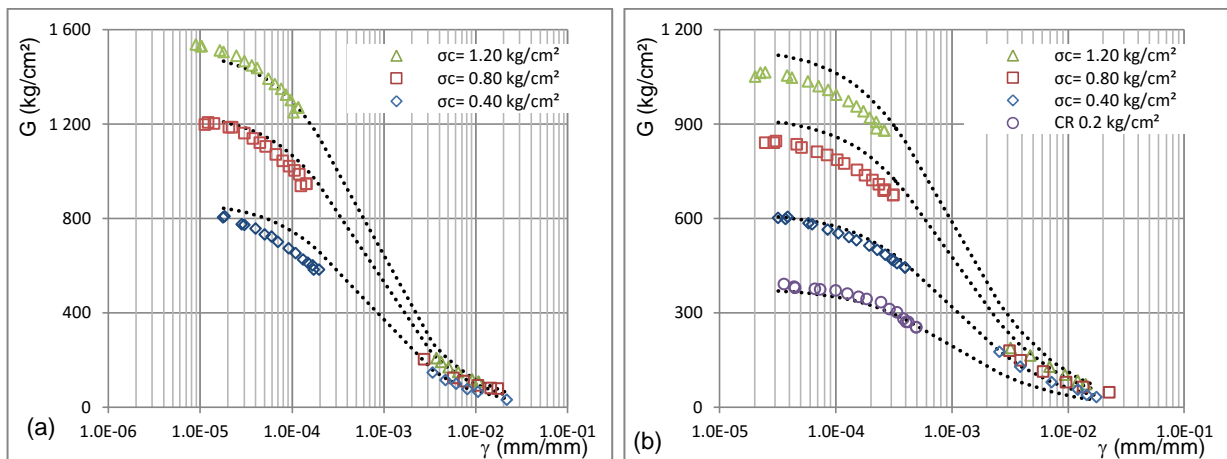 G (kg/cm²)
1 600
1 200
800
400
0
1.0E-06 1.0E-05 1.0E-04 1.0E-03 1.0E-02 1.0E-01
γ (mm/mm)
σc= 1.20 kg/cm²
σc= 0.80 kg/cm²
σc= 0.40 kg/cm²
(a)
G (kg/cm²)
1200
900
600
300
0
1.0E-05 1.0E-04 1.0E-03 1.0E-02 1.0E-01
γ (mm/mm)
σc= 1.20 kg/cm²
σc= 0.80 kg/cm²
σc= 0.40 kg/cm²
CR 0.2 kg/cm²
(b)